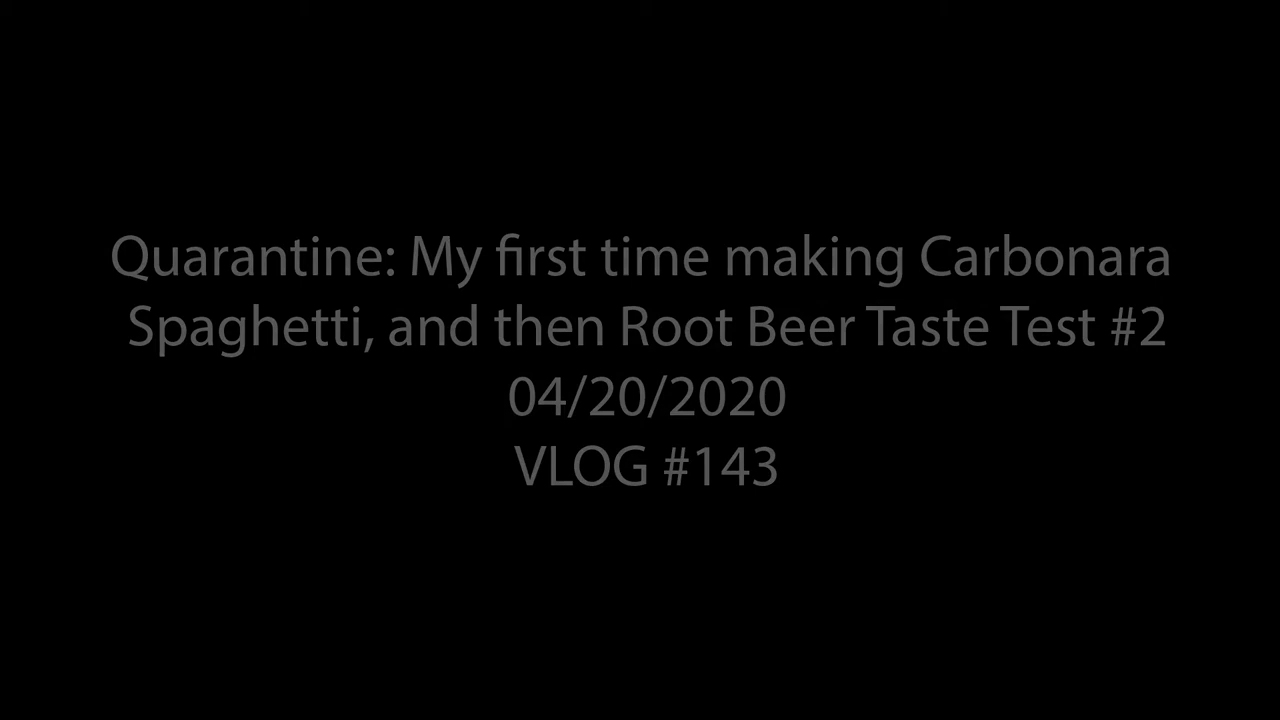 Quarantine: My first time making Carbonara
Spaghetti, and then Root Beer Taste Test #2
04/20/2020
VLOG #143